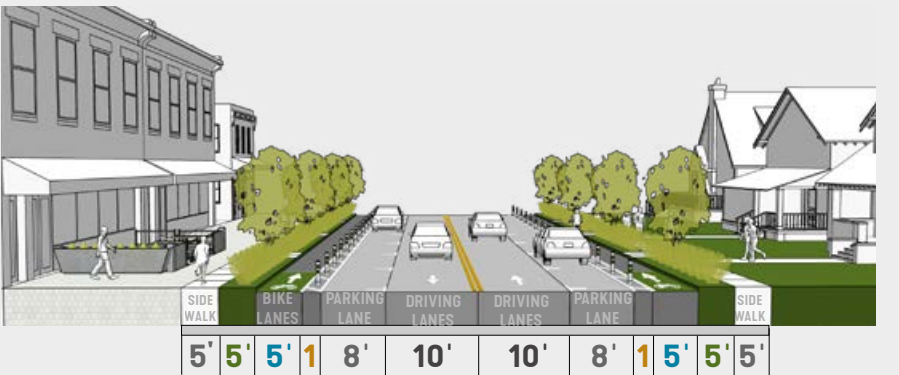 SIDE WALK
BIKE LANES
PARKING LANE
DRIVING LANES
DRIVING LANES
PARKING LANE
SIDE WALK
5' 5' 5' 1 8' 10' 10' 8' 1 5' 5' 5'